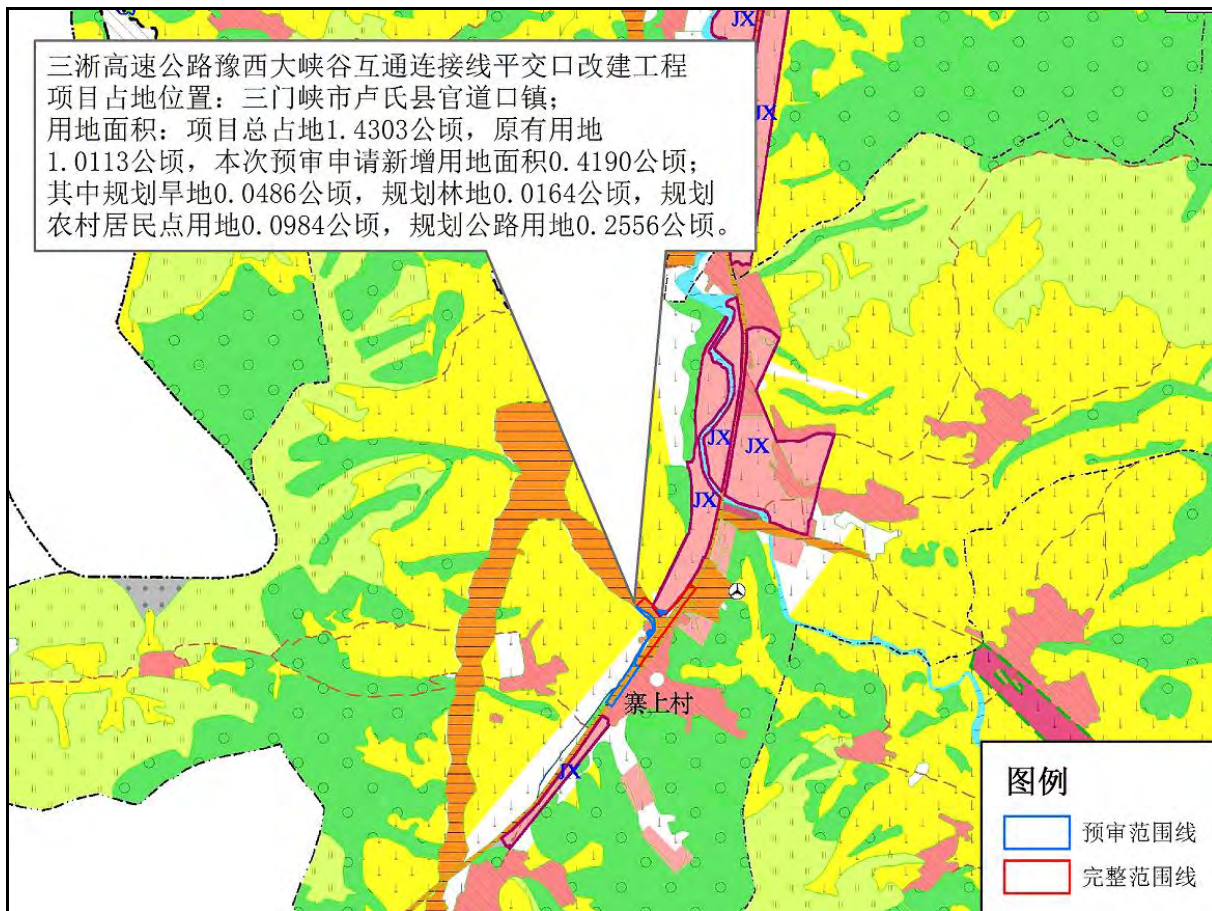 三淅高速公路豫西大峡谷互通连接线平交口改建工程
项目占地位置：三门峡市卢氏县官道口镇；
用地面积：项目总占地1.4303公顷，原有用地
1.0113公顷，本次预审申请新增用地面积0.4190公顷；
其中规划旱地0.0486公顷，规划林地0.0164公顷，规划
农村居民点用地0.0984公顷，规划公路用地0.2556公顷。
JX
JX
JX
JX
JX
寨上村
JX
图例
预审范围线
完整范围线